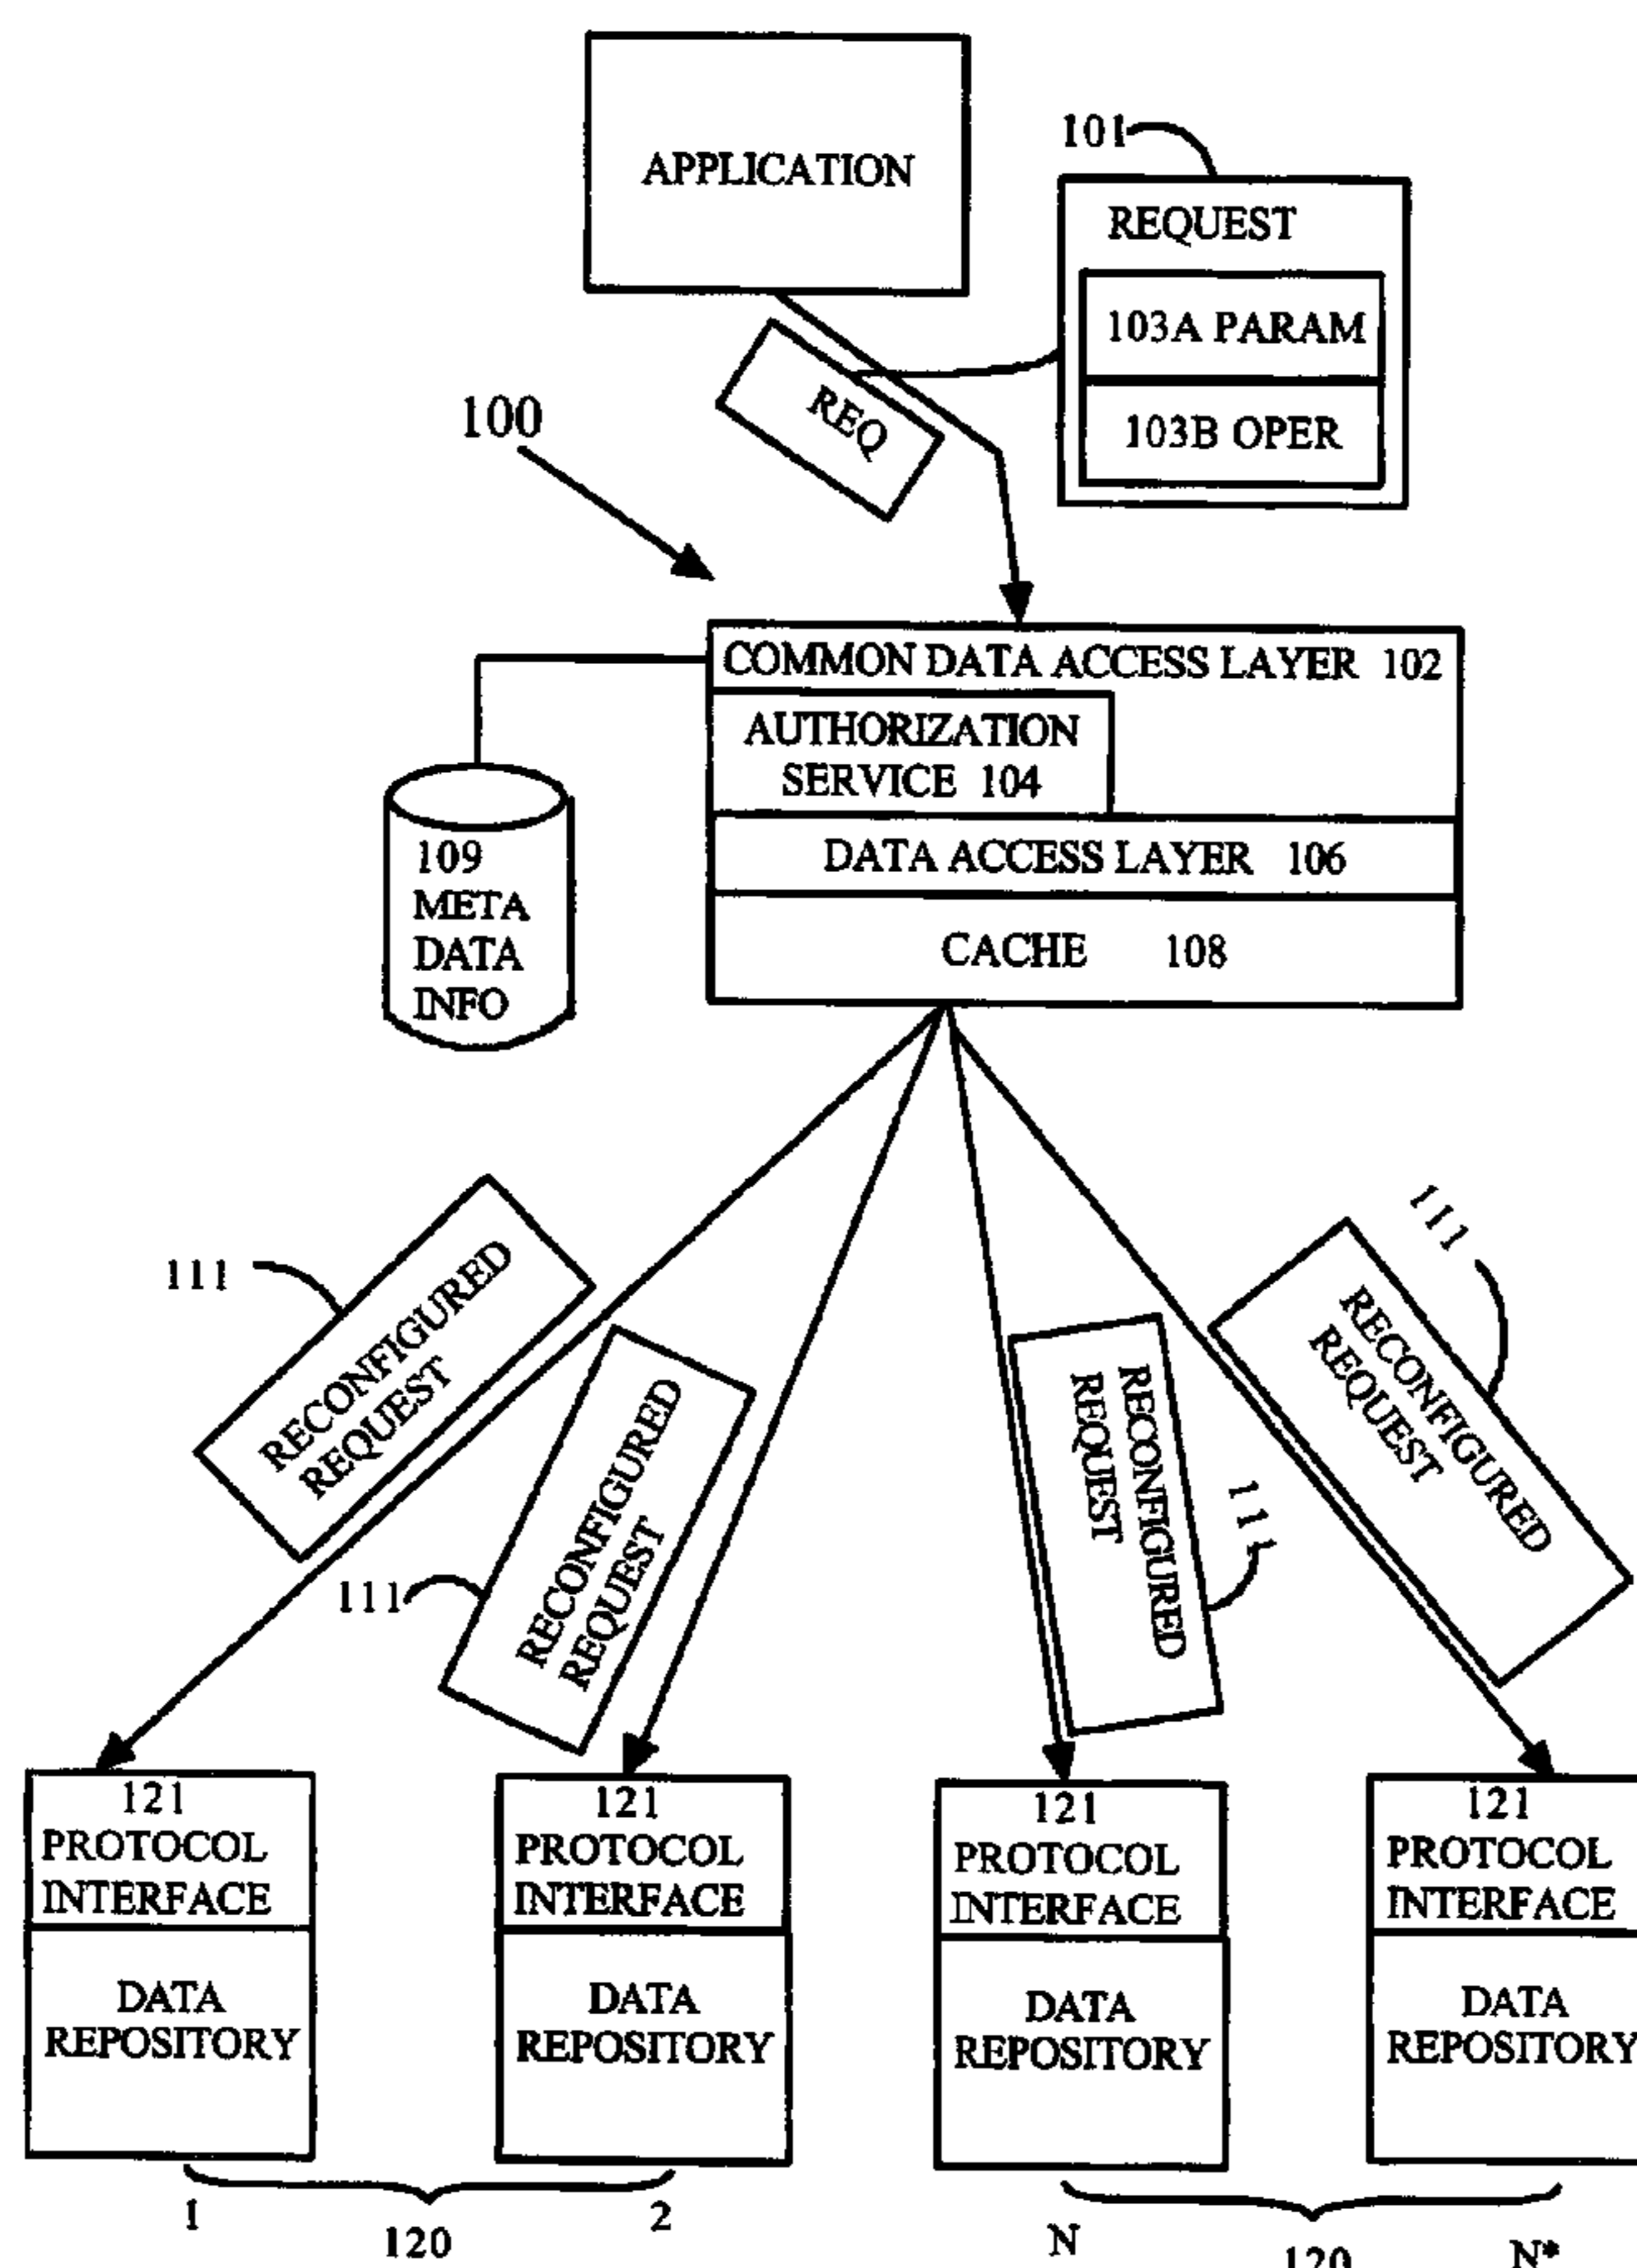 APPLICATION
101
REQUEST
103A PARAM
103B OPER
REQ
100
COMMON DATA ACCESS LAYER 102
AUTHORIZATION
SERVICE 104
DATA ACCESS LAYER 106
CACHE 108
109
META
DATA
INFO
111
RECONFIGURED
REQUEST
111
RECONFIGURED
REQUEST
RECONFIGURED
REQUEST
111
111
RECONFIGURED
REQUEST
121
PROTOCOL
INTERFACE
DATA
REPOSITORY
121
PROTOCOL
INTERFACE
DATA
REPOSITORY
121
PROTOCOL
INTERFACE
DATA
REPOSITORY
121
PROTOCOL
INTERFACE
DATA
REPOSITORY
1
120
2
N
120
N*